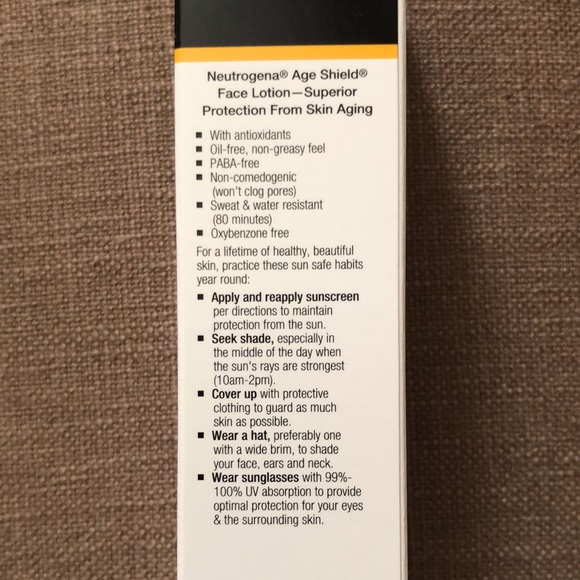 Neutrogena® Age Shield®
Face Lotion—Superior
Protection From Skin Aging
▪ With antioxidants
▪ Oil-free, non-greasy feel
▪ PABA-free
▪ Non-comedogenic
(won't clog pores)
▪ Sweat & water resistant
(80 minutes)
▪ Oxybenzone free
For a lifetime of healthy, beautiful
skin, practice these sun safe habits
year round:
▪ Apply and reapply sunscreen
per directions to maintain
protection from the sun.
▪ Seek shade, especially in
the middle of the day when
the sun's rays are strongest
(10am-2pm).
▪ Cover up with protective
clothing to guard as much
skin as possible.
▪ Wear a hat, preferably one
with a wide brim, to shade
your face, ears and neck.
▪ Wear sunglasses with 99%-
100% UV absorption to provide
optimal protection for your eyes
& the surrounding skin.